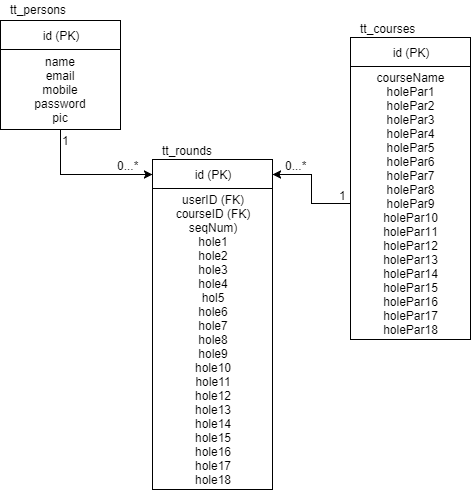 tt_persons
id (PK)
name
email
mobile
password
pic
1
0...*
tt_rounds
id (PK)
userID (FK)
courseID (FK)
seqNum)
hole1
hole2
hole3
hole4
hol5
hole6
hole7
hole8
hole9
hole10
hole11
hole12
hole13
hole14
hole15
hole16
hole17
hole18
0...*
1
tt_courses
id (PK)
courseName
holePar1
holePar2
holePar3
holePar4
holePar5
holePar6
holePar7
holePar8
holePar9
holePar10
holePar11
holePar12
holePar13
holePar14
holePar15
holePar16
holePar17
holePar18